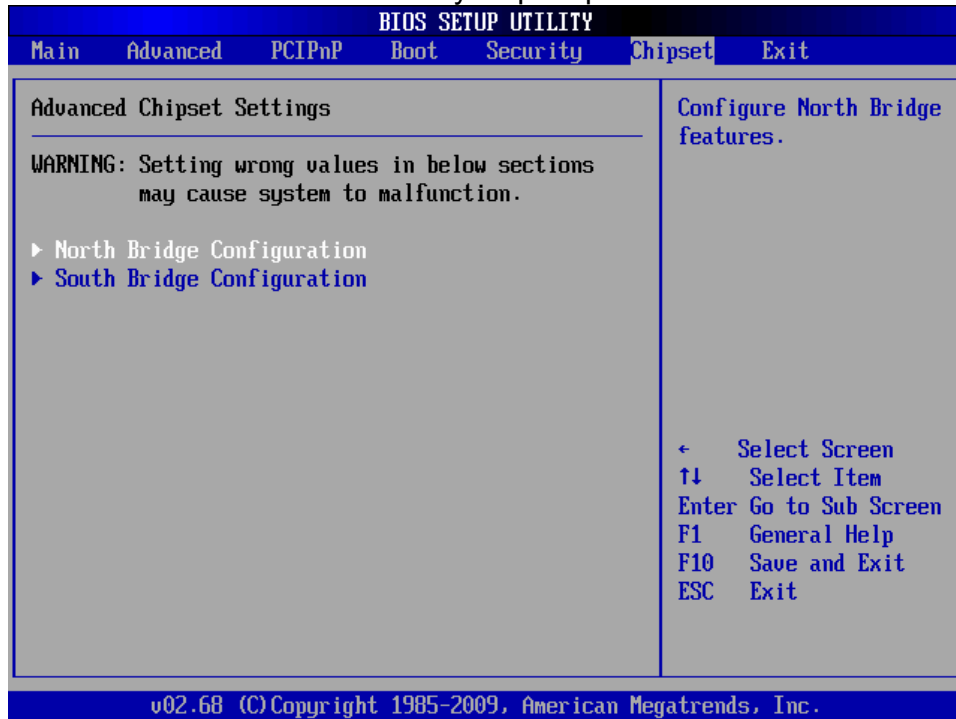 BIOS SETUP UTILITY
Main Advanced PCIPnP Boot Security Chipset Exit
Advanced Chipset Settings
WARNING: Setting wrong values in below sections
may cause system to malfunction.
▶ North Bridge Configuration
▶ South Bridge Configuration
Configure North Bridge
features.
← Select Screen
↑↓ Select Item
Enter Go to Sub Screen
F1 General Help
F10 Save and Exit
ESC Exit
v02.68 (C)Copyright 1985-2009, American Megatrends, Inc.